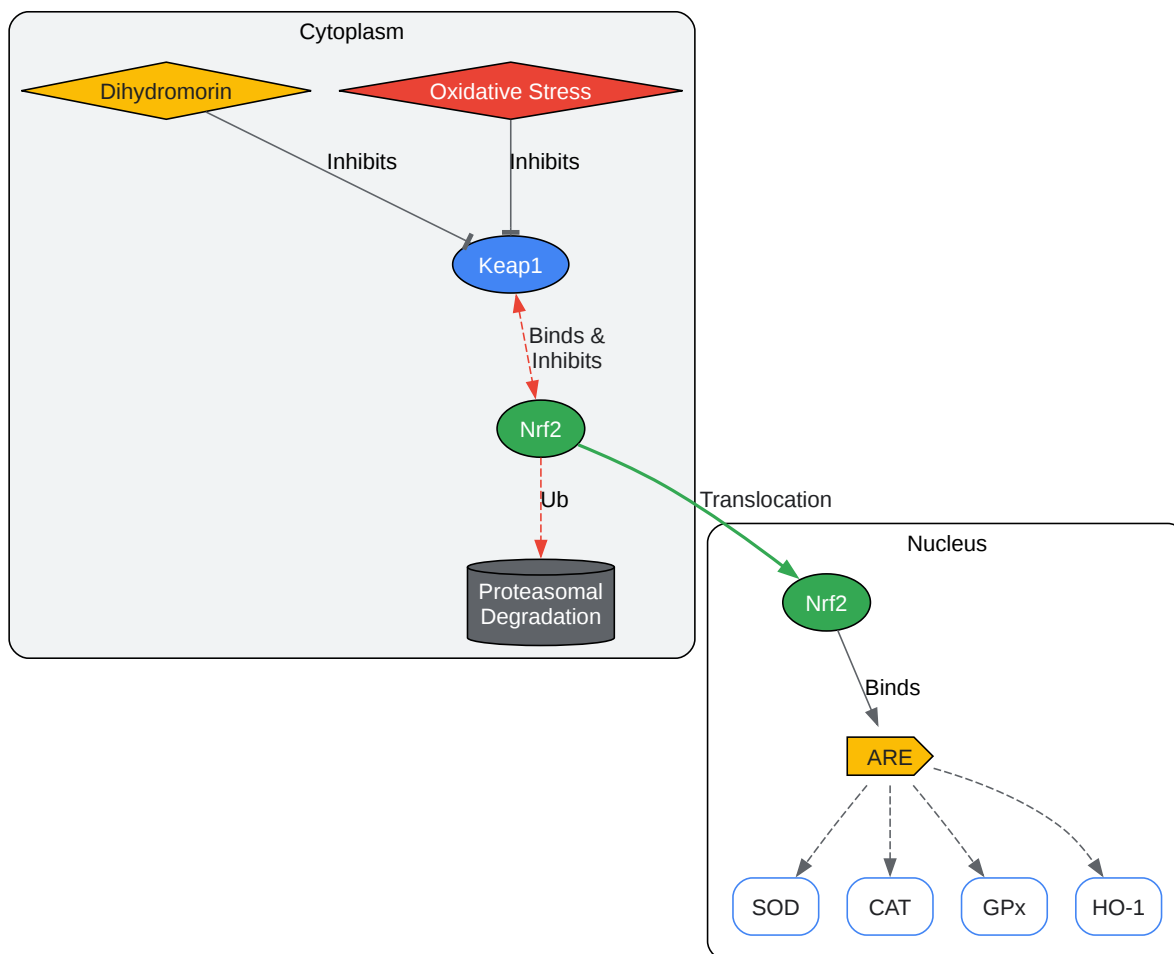 Cytoplasm
Dihydromorin
Oxidative Stress
Inhibits
Inhibits
Keap1
Binds &
Inhibits
Nrf2
Ub
Translocation
Proteasomal
Degradation
Nucleus
Nrf2
Binds
ARE
SOD
CAT
GPx
HO-1